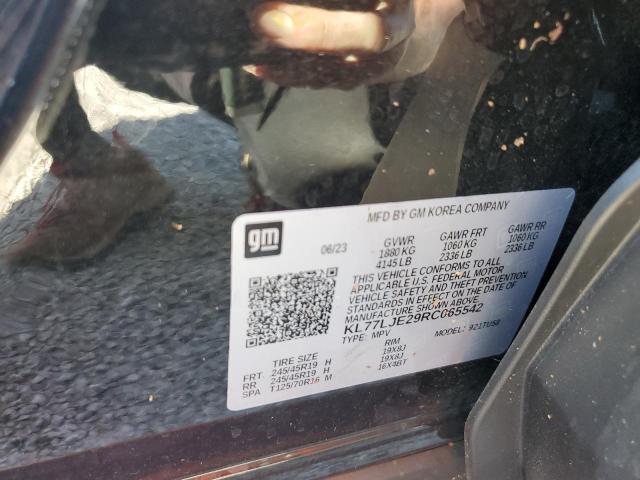 gm
MFD BY GM KOREA COMPANY
06/23 GVWR GAWR FRT GAWR RR
1880 KG 1060 KG 1060 KG
4145 LB 2336 LB 2336 LB
THIS VEHICLE CONFORMS TO ALL
APPLICABLE U.S. FEDERAL MOTOR
VEHICLE SAFETY AND THEFT PREVENTION
STANDARDS IN EFFECT ON THE DATE OF
MANUFACTURE SHOWN ABOVE.
KL77LJE29RC065542
TYPE: MPV MODEL: 921TUS8
TIRE SIZE RIM
FRT: 245/45R19 H 19X8J
RR 245/45R19 H 19X8J
SPA T125/70R16 M 16X4BT